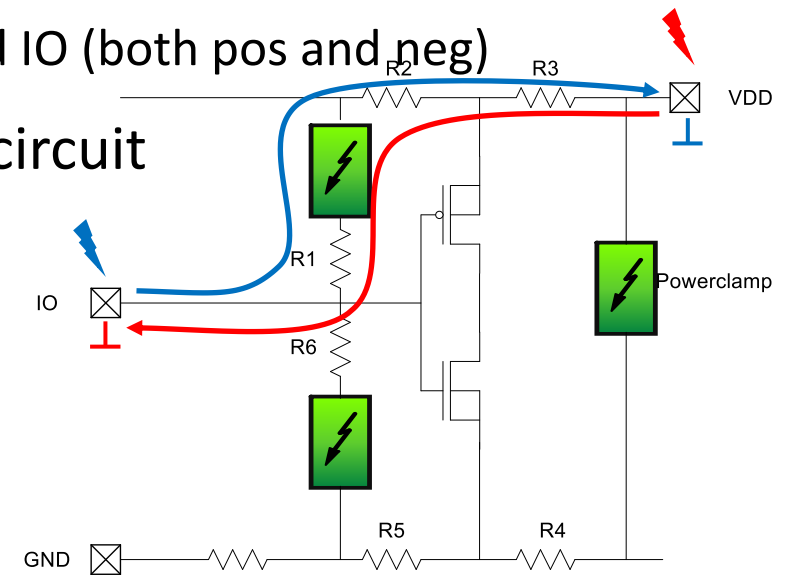 d IO (both pos and neg)
circuit
R2
R3
VDD
R1
IO
Powerclamp
R6
R5
R4
GND